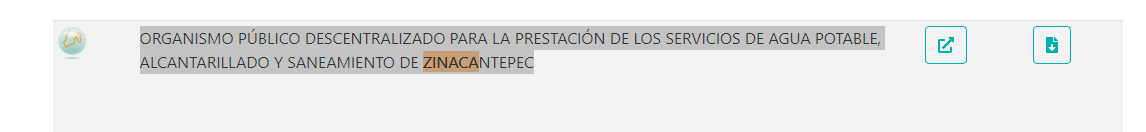 ORGANISMO PÚBLICO DESCENTRALIZADO PARA LA PRESTACIÓN DE LOS SERVICIOS DE AGUA POTABLE,
ALCANTARILLADO Y SANEAMIENTO DE ZINACANTEPEC